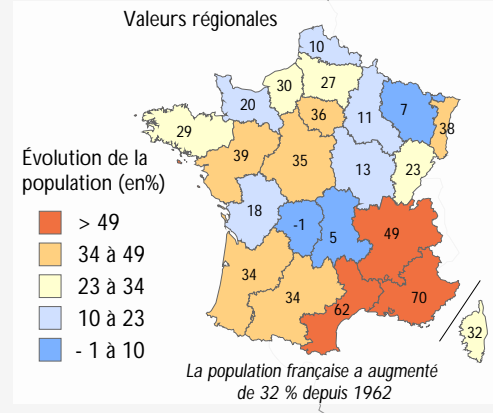 Valeurs régionales
10
30
27
20
36
11
7
38
29
39
35
13
23
18
-1
5
49
34
34
62
70
32
Évolution de la
population (en%)
> 49
34 à 49
23 à 34
10 à 23
- 1 à 10
La population française a augmenté
de 32 % depuis 1962